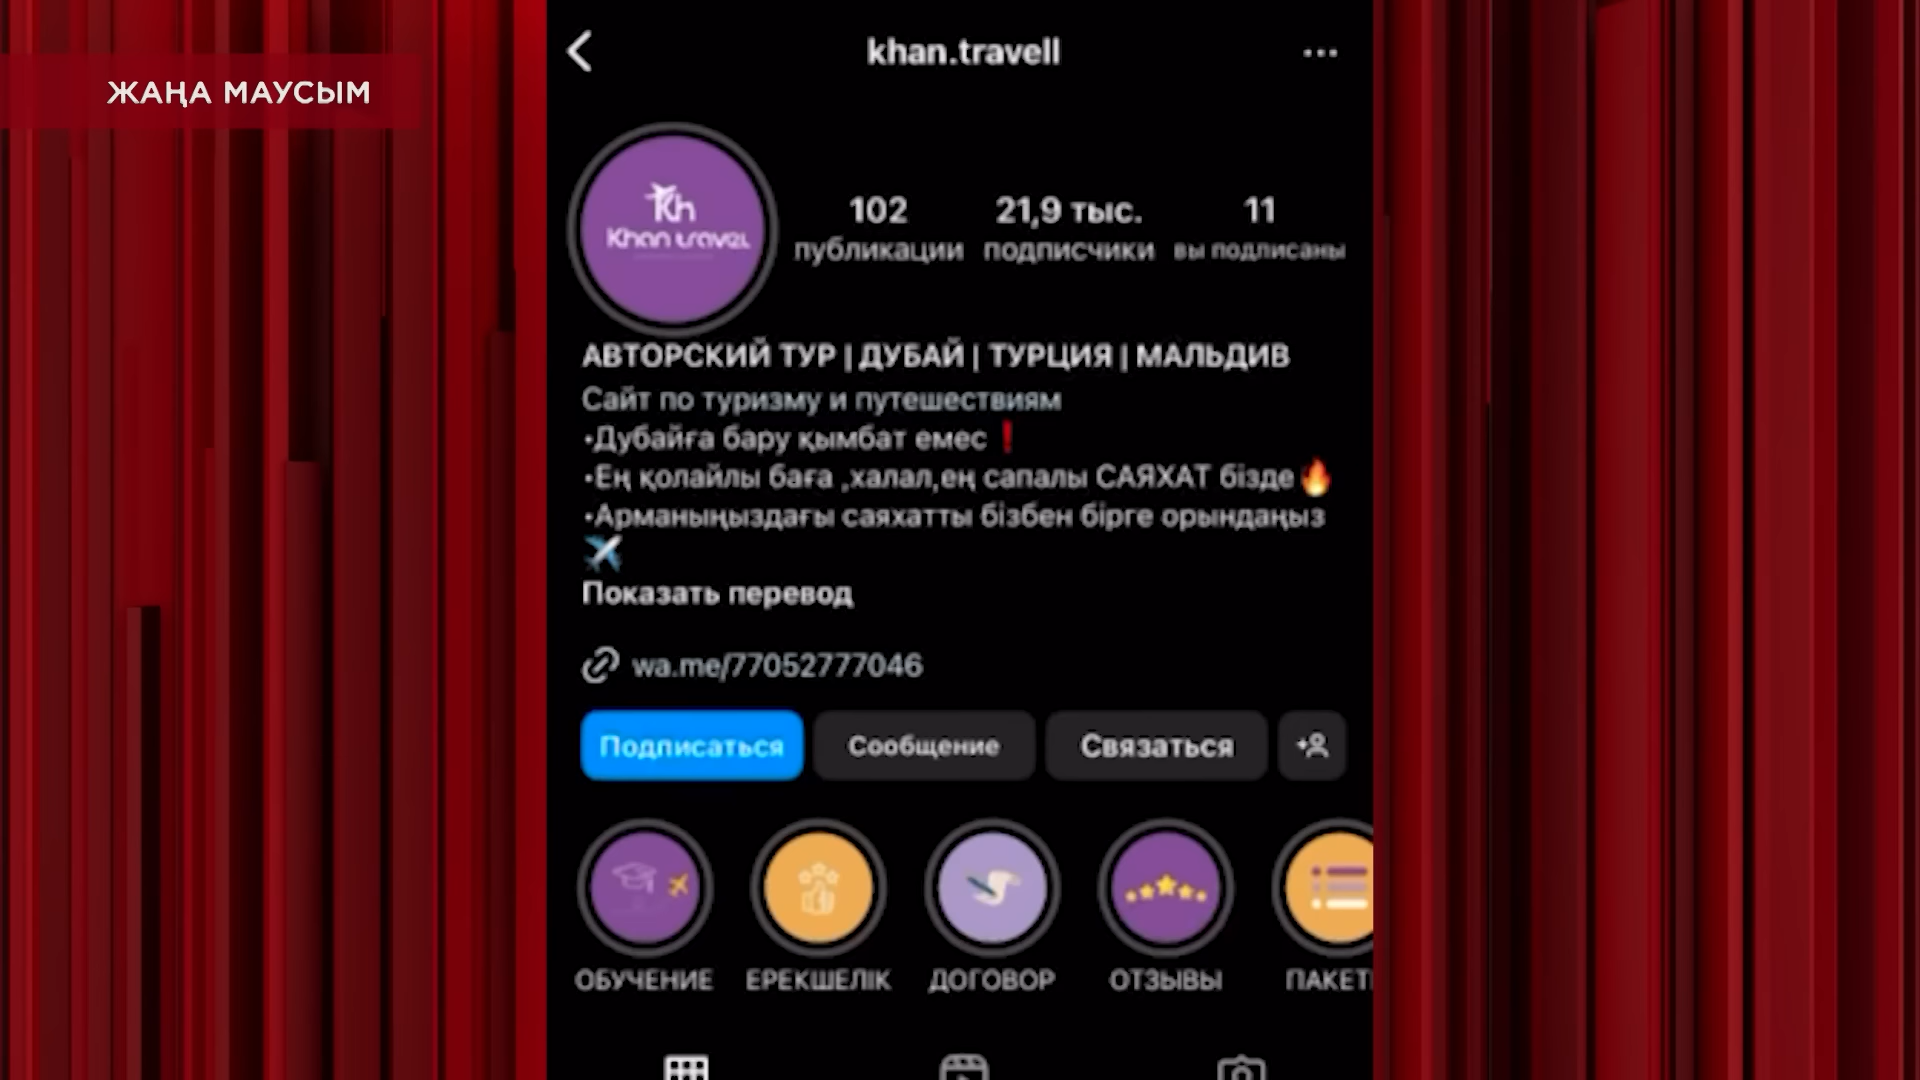 ЖАҢА МАУСЫМ
khan.travell
Kh
Khan travel
102
публикации
21,9 тыс.
подписчики
11
вы подписаны
АВТОРСКИЙ ТУР | ДУБАЙ | ТУРЦИЯ | МАЛЬДИВ
Сайт по туризму и путешествиям
•Дубайға бару қымбат емес❗
•Ең қолайлы баға ,халал,ең сапалы САЯХАТ бізде🔥
•Арманыңыздағы саяхатты бізбен бірге орындаңыз
✈️
Показать перевод
wa.me/77052777046
Подписаться
Сообщение
Связаться
ОБУЧЕНИЕ
ЕРЕКШЕЛІК
ДОГОВОР
ОТЗЫВЫ
ПАКЕТ